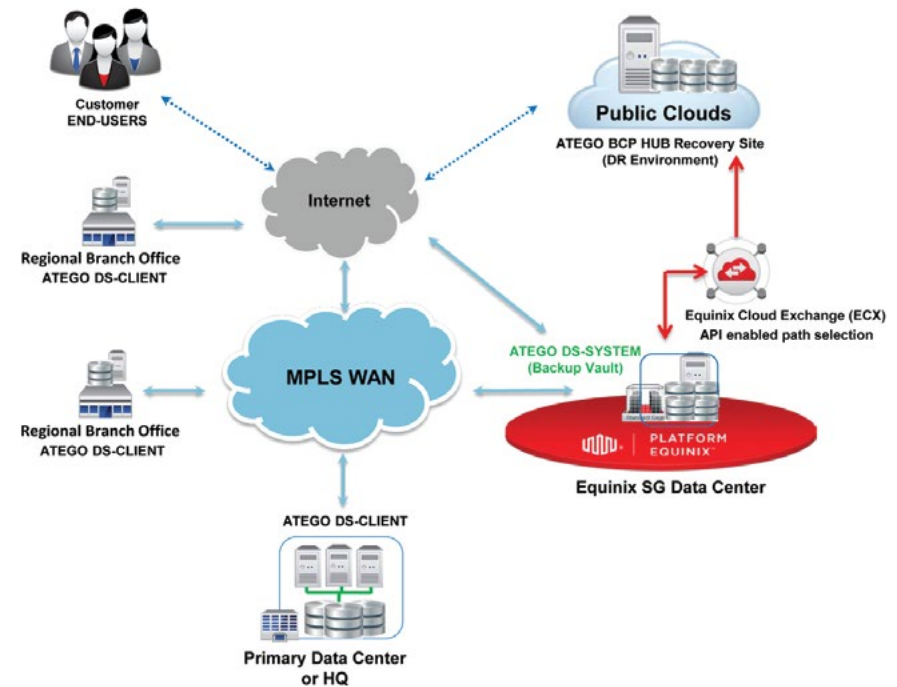 Customer
END-USERS
Public Clouds
ATEGO BCP HUB Recovery Site
(DR Environment)
Internet
Regional Branch Office
ATEGO DS-CLIENT
Equinix Cloud Exchange (ECX)
API enabled path selection
ATEGO DS-SYSTEM
(Backup Vault)
MPLS WAN
Regional Branch Office
ATEGO DS-CLIENT
PLATFORM
EQUINIX™
Equinix SG Data Center
ATEGO DS-CLIENT
Primary Data Center
or HQ